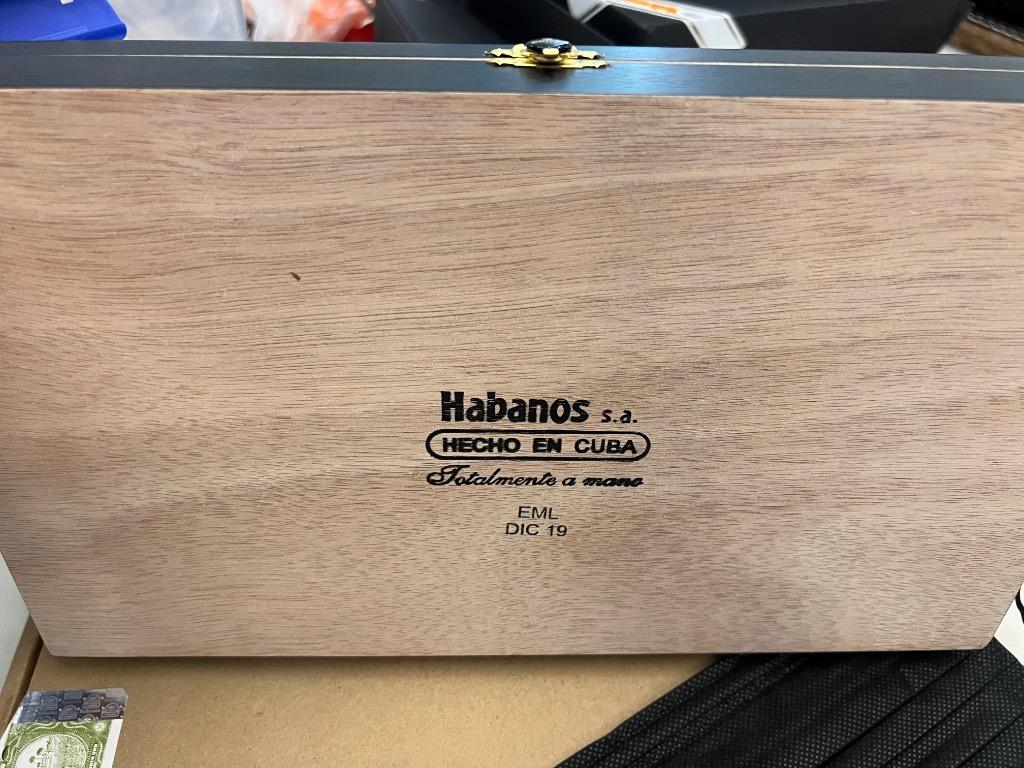 Habanos s.a.
HECHO EN CUBA
Totalmente a mano
EML
DIC 19